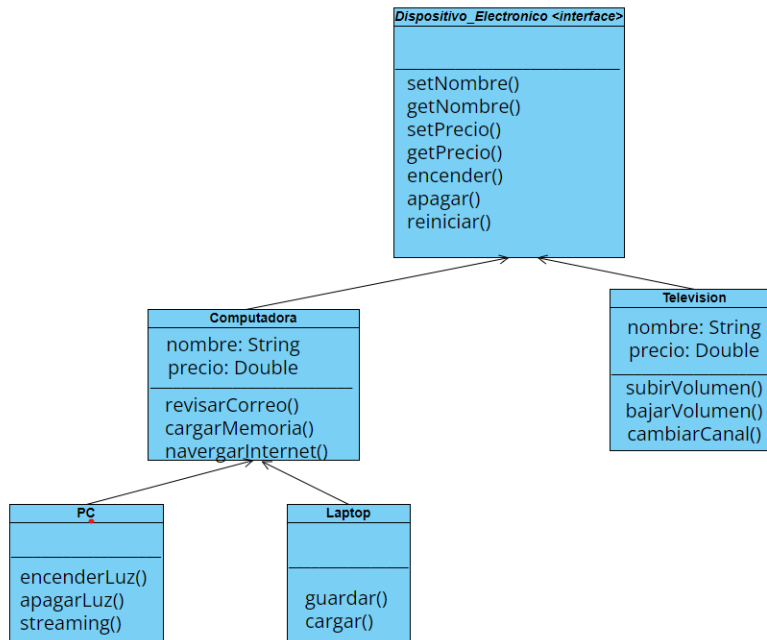 Dispositivo_Electronico <interface>
setNombre()
getNombre()
setPrecio()
getPrecio()
encender()
apagar()
reiniciar()
Computadora
nombre: String
precio: Double
revisarCorreo()
cargarMemoria()
navergarInternet()
Television
nombre: String
precio: Double
subirVolumen()
bajarVolumen()
cambiarCanal()
PC
encenderLuz()
apagarLuz()
streaming()
Laptop
guardar()
cargar()